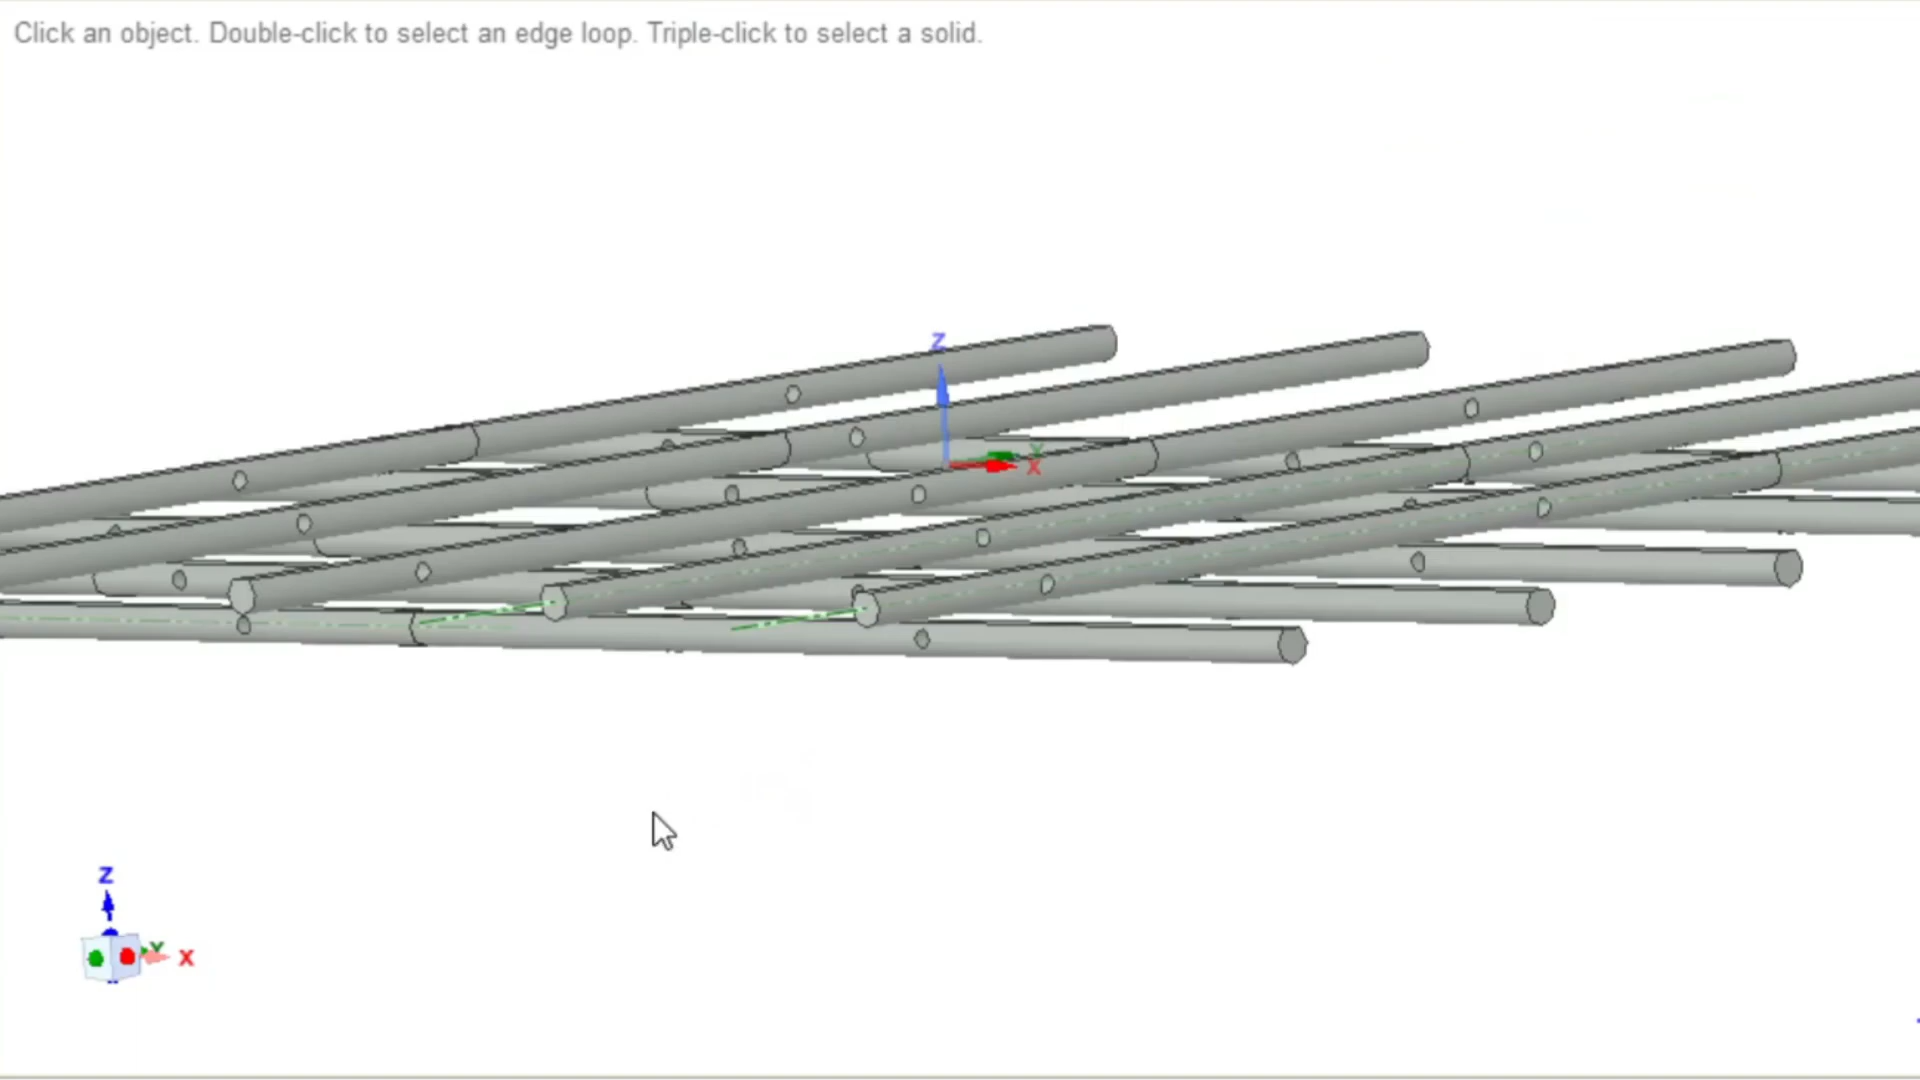 Click an object. Double-click to select an edge loop. Triple-click to select a solid.
Z
Y
X
Z
Y
X